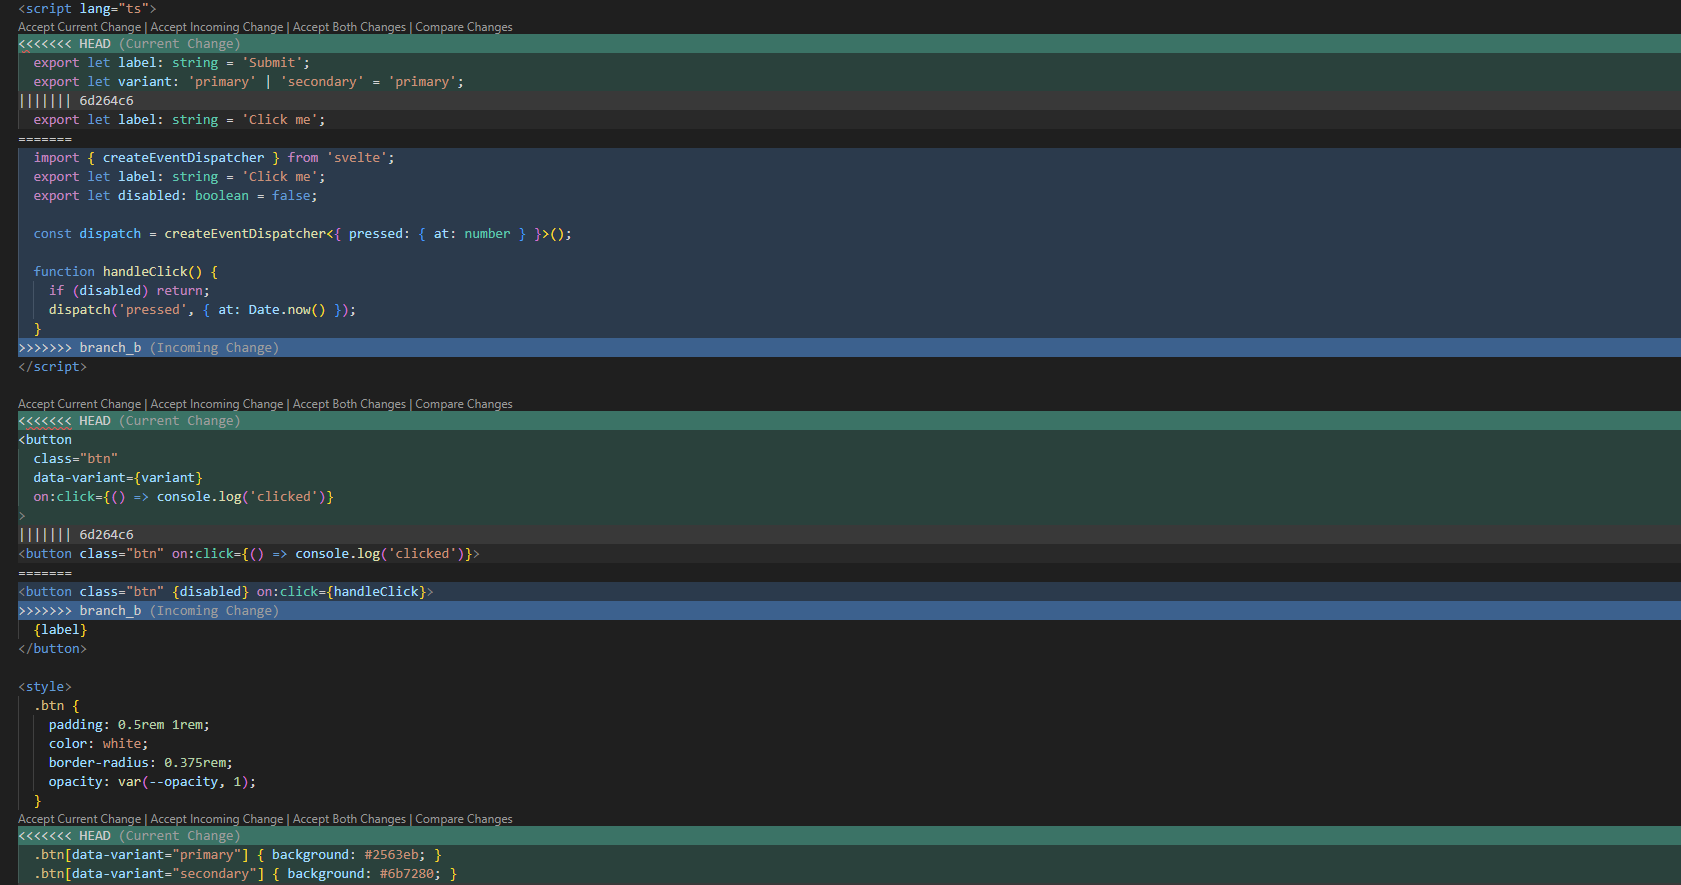 <script lang="ts">
Accept Current Change | Accept Incoming Change | Accept Both Changes | Compare Changes
<<<<<<< HEAD (Current Change)
  export let label: string = 'Submit';
  export let variant: 'primary' | 'secondary' = 'primary';
||||||| 6d264c6
  export let label: string = 'Click me';
=======
  import { createEventDispatcher } from 'svelte';
  export let label: string = 'Click me';
  export let disabled: boolean = false;

  const dispatch = createEventDispatcher<{ pressed: { at: number } }>();

  function handleClick() {
    if (disabled) return;
    dispatch('pressed', { at: Date.now() });
  }
>>>>>>> branch_b (Incoming Change)
</script>

Accept Current Change | Accept Incoming Change | Accept Both Changes | Compare Changes
<<<<<<< HEAD (Current Change)
<button
  class="btn"
  data-variant={variant}
  on:click={() => console.log('clicked')}
>
||||||| 6d264c6
<button class="btn" on:click={() => console.log('clicked')}>
=======
<button class="btn" {disabled} on:click={handleClick}>
>>>>>>> branch_b (Incoming Change)
  {label}
</button>

<style>
  .btn {
    padding: 0.5rem 1rem;
    color: white;
    border-radius: 0.375rem;
    opacity: var(--opacity, 1);
  }
Accept Current Change | Accept Incoming Change | Accept Both Changes | Compare Changes
<<<<<<< HEAD (Current Change)
  .btn[data-variant="primary"] { background: #2563eb; }
  .btn[data-variant="secondary"] { background: #6b7280; }